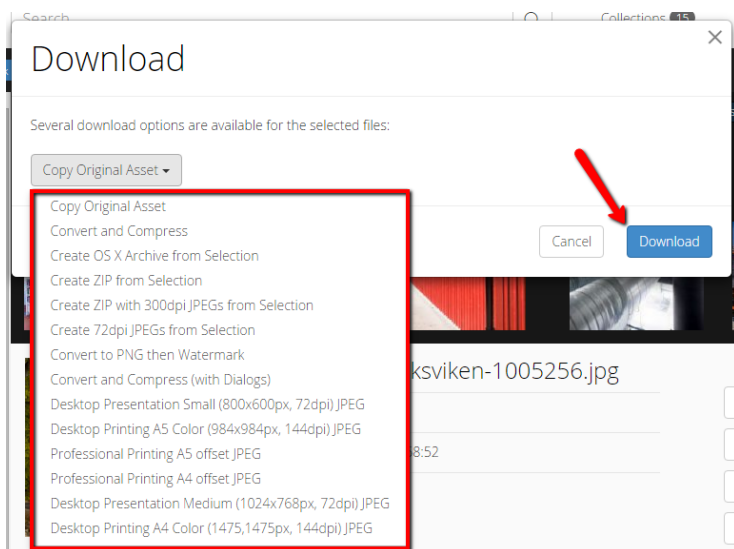 Search
Collections 15
Download
Several download options are available for the selected files:
Copy Original Asset
Copy Original Asset
Convert and Compress
Create OS X Archive from Selection
Create ZIP from Selection
Create ZIP with 300dpi JPEGs from Selection
Create 72dpi JPEGs from Selection
Convert to PNG then Watermark
Convert and Compress (with Dialogs)
Desktop Presentation Small (800x600px, 72dpi) JPEG
Desktop Printing A5 Color (984x984px, 144dpi) JPEG
Professional Printing A5 offset JPEG
Professional Printing A4 offset JPEG
Desktop Presentation Medium (1024x768px, 72dpi) JPEG
Desktop Printing A4 Color (1475,1475px, 144dpi) JPEG
Cancel
Download
ksviken-1005256.jpg
8:52